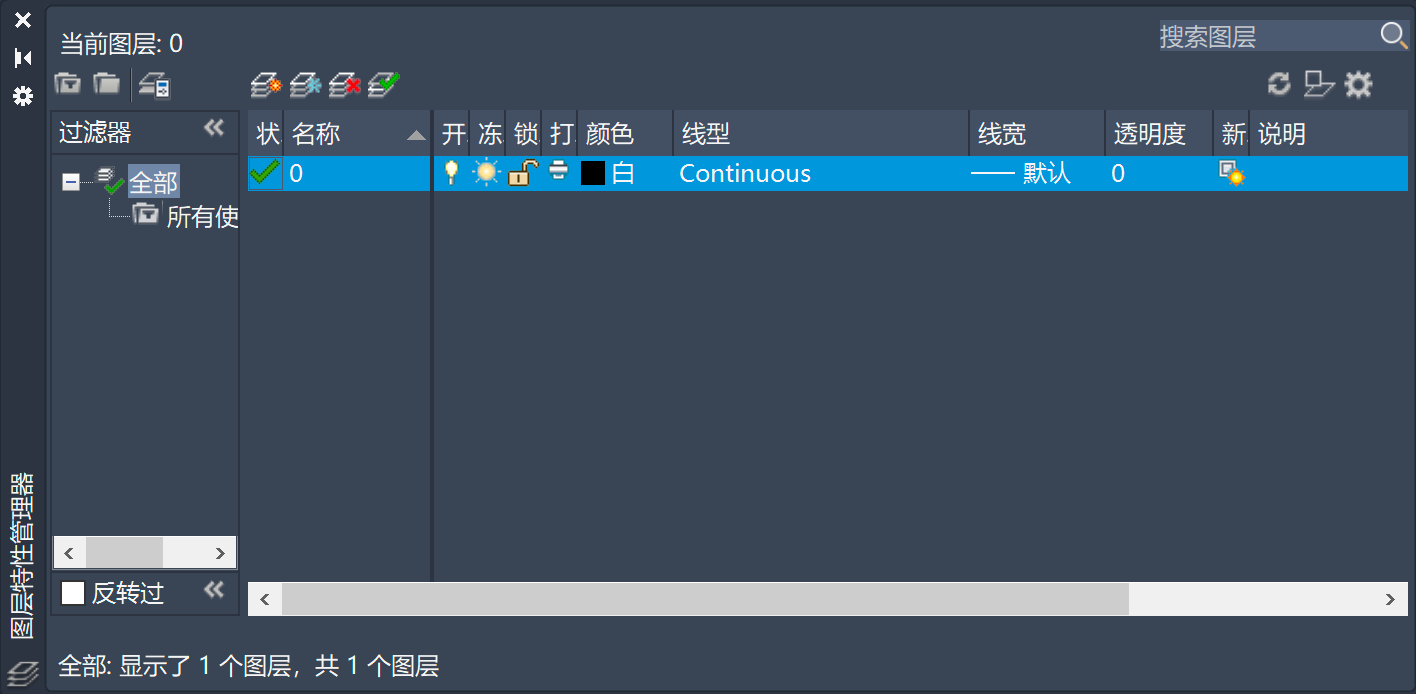 当前图层: 0
搜索图层
过滤器
状 名称 开 冻 锁 打 颜色 线型 线宽 透明度 新 说明
0 白 Continuous 默认 0
全部
所有使
反转过
图层特性管理器
全部: 显示了 1 个图层，共 1 个图层